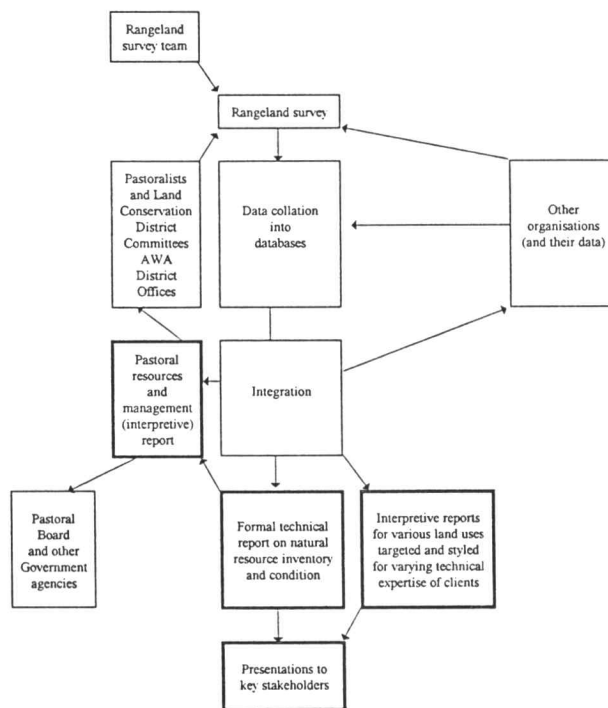 Rangeland
survey team
Rangeland survey
Pastoralists
and Land
Conservation
District
Committees
AWA
District
Offices
Data collation
into
databases
Other
organisations
(and their data)
Pastoral
resources
and
management
(interpretive)
report
Integration
Pastoral
Board
and other
Government
agencies
Formal technical
report on natural
resource inventory
and condition
Interpretive reports
for various land uses
targeted and styled
for varying technical
expertise of clients
Presentations to
key stakeholders